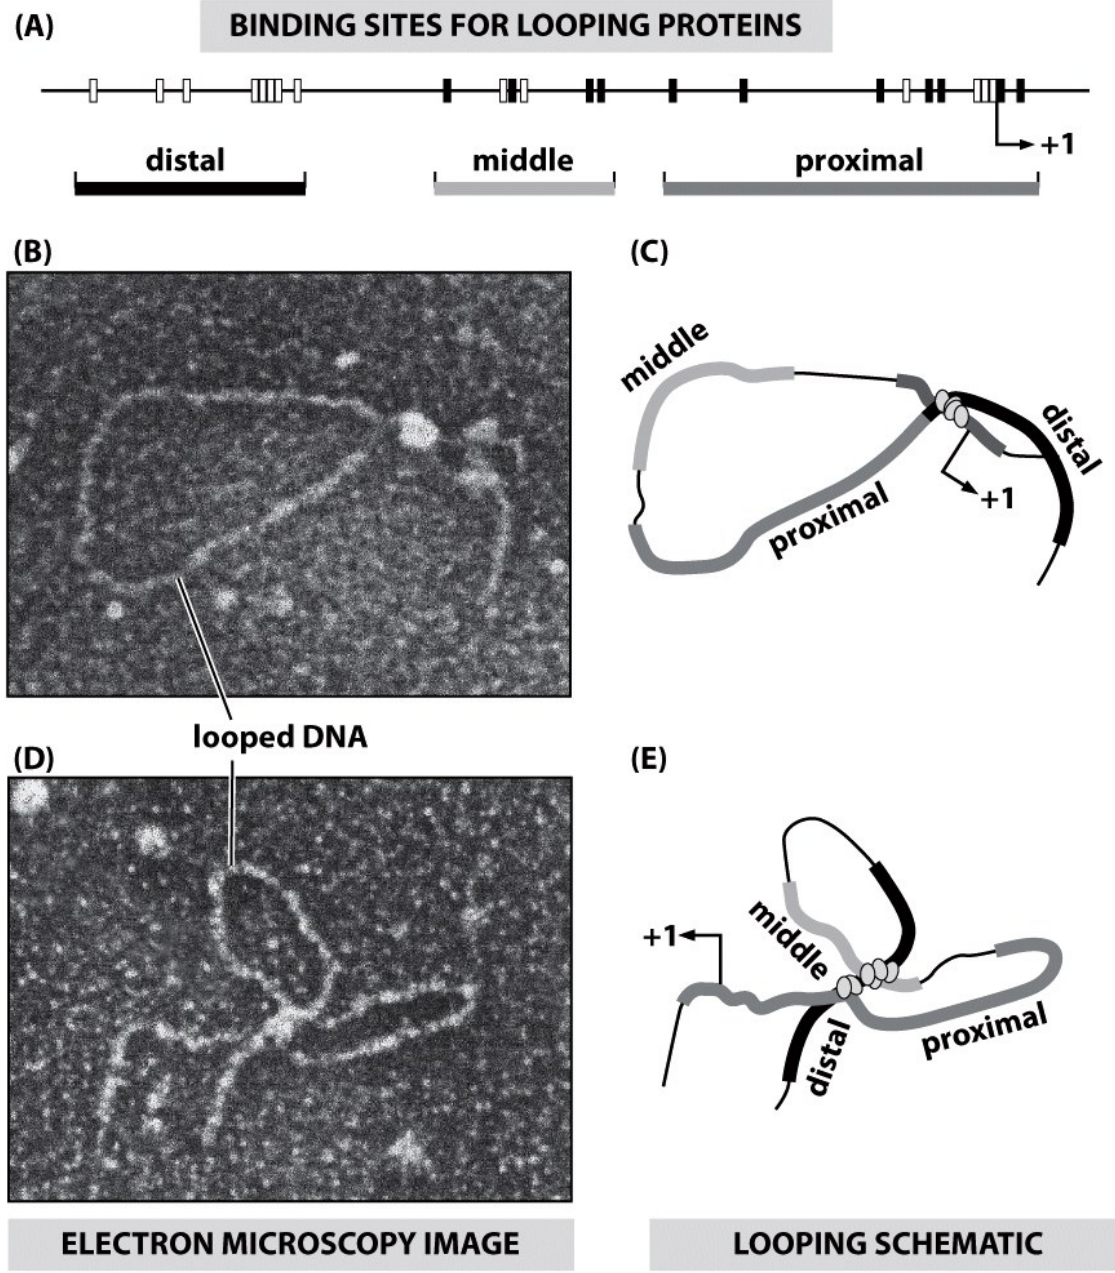 (A)
BINDING SITES FOR LOOPING PROTEINS
+1
distal
middle
proximal
(B)
(C)
middle
distal
+1
proximal
looped DNA
(D)
(E)
middle
+1
proximal
distal
ELECTRON MICROSCOPY IMAGE
LOOPING SCHEMATIC